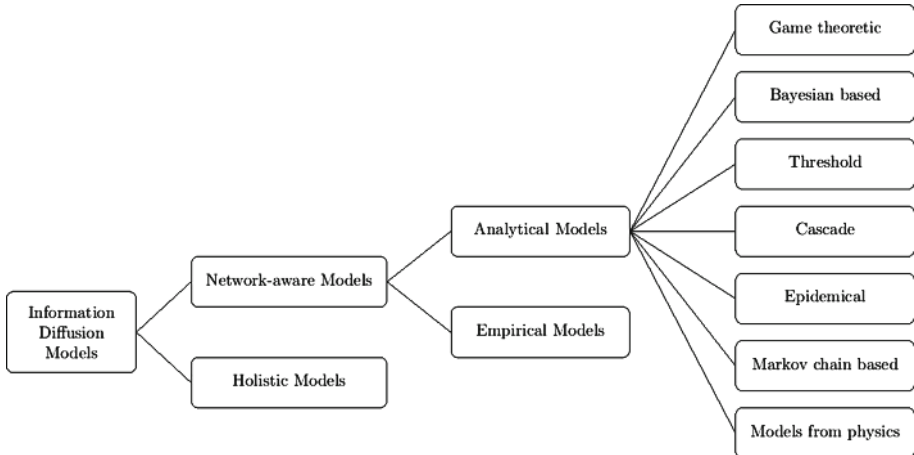 Information
Diffusion
Models
Network-aware Models
Holistic Models
Analytical Models
Empirical Models
Game theoretic
Bayesian based
Threshold
Cascade
Epidemical
Markov chain based
Models from physics